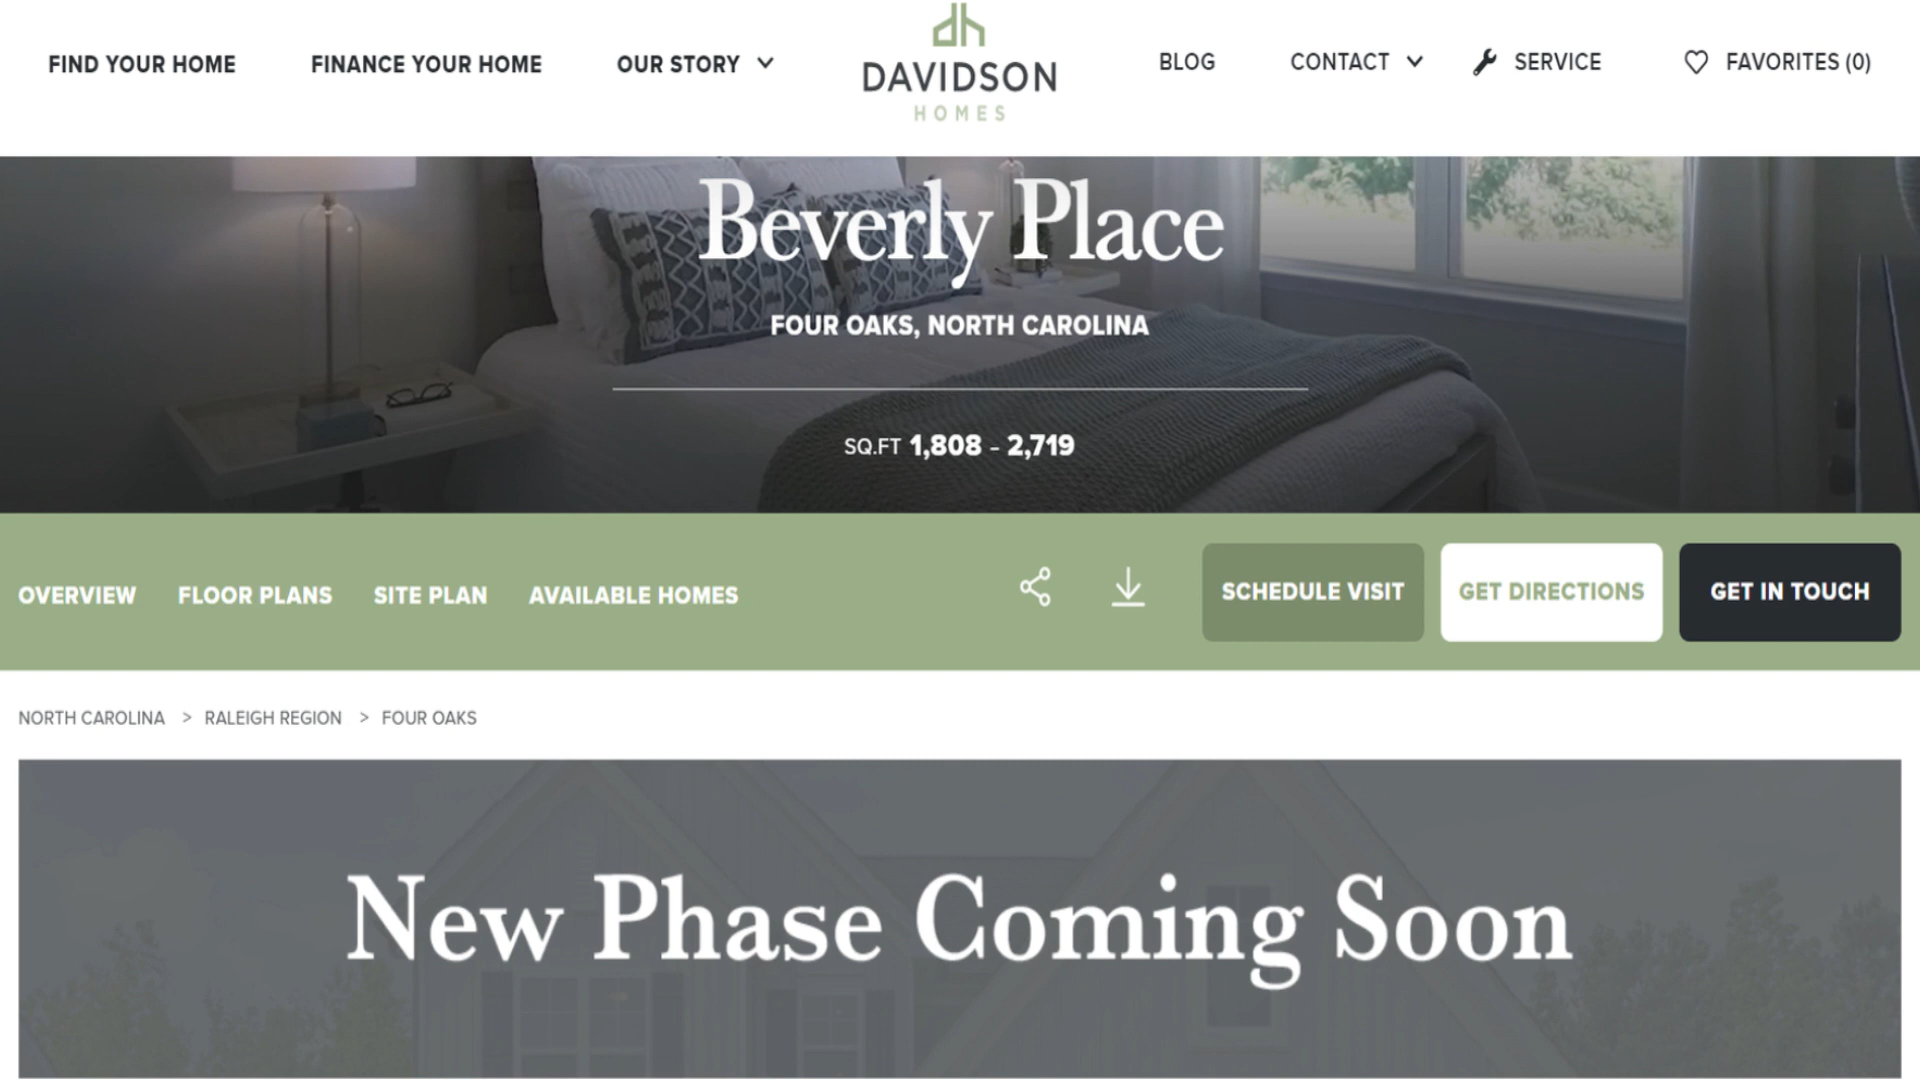 FIND YOUR HOME
FINANCE YOUR HOME
OUR STORY
dh
DAVIDSON
HOMES
BLOG
CONTACT
SERVICE
FAVORITES (0)
Beverly Place
FOUR OAKS, NORTH CAROLINA
SQ.FT 1,808 - 2,719
OVERVIEW
FLOOR PLANS
SITE PLAN
AVAILABLE HOMES
SCHEDULE VISIT
GET DIRECTIONS
GET IN TOUCH
NORTH CAROLINA > RALEIGH REGION > FOUR OAKS
New Phase Coming Soon